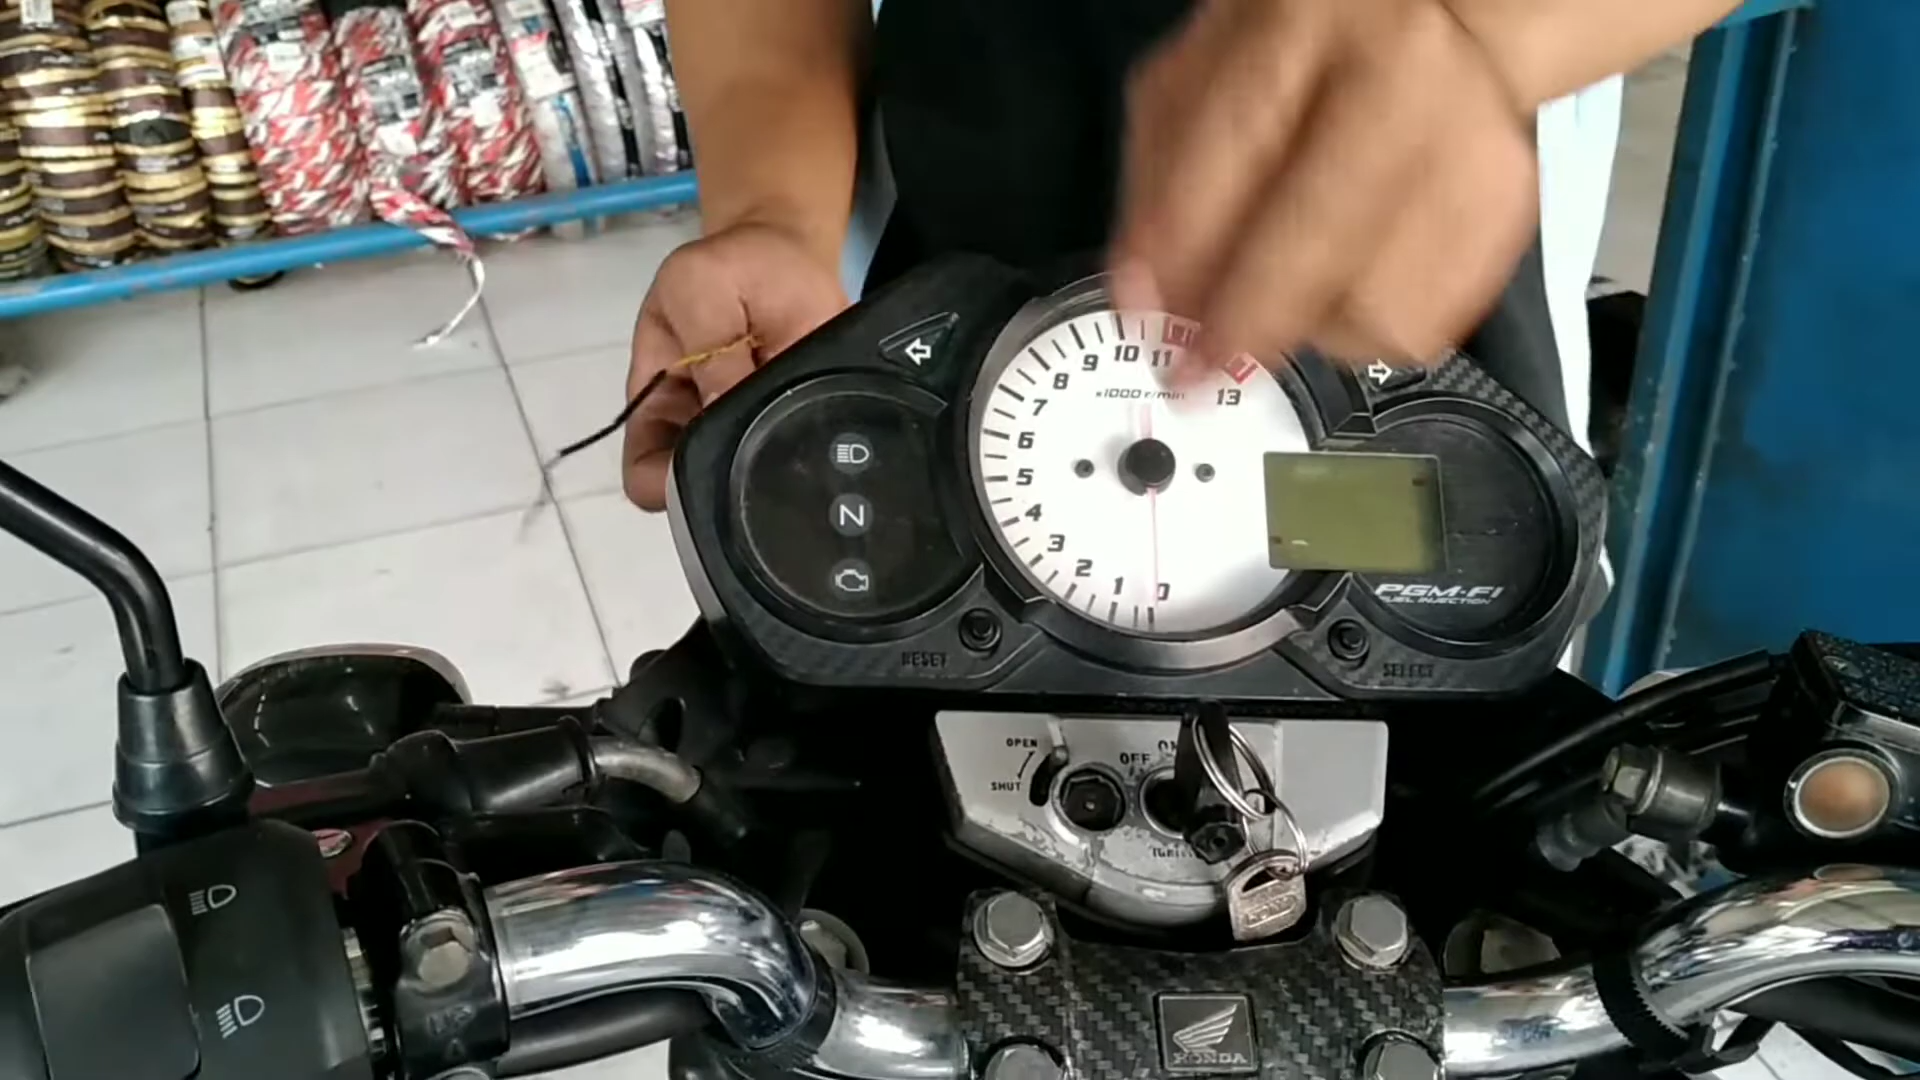 10
11
9
8
x1000 r/min
13
7
6
5
4
3
2
1
0
N
PGM-FI
FUEL INJECTION
RESET
SELECT
OPEN
OFF
SHUT
HONDA